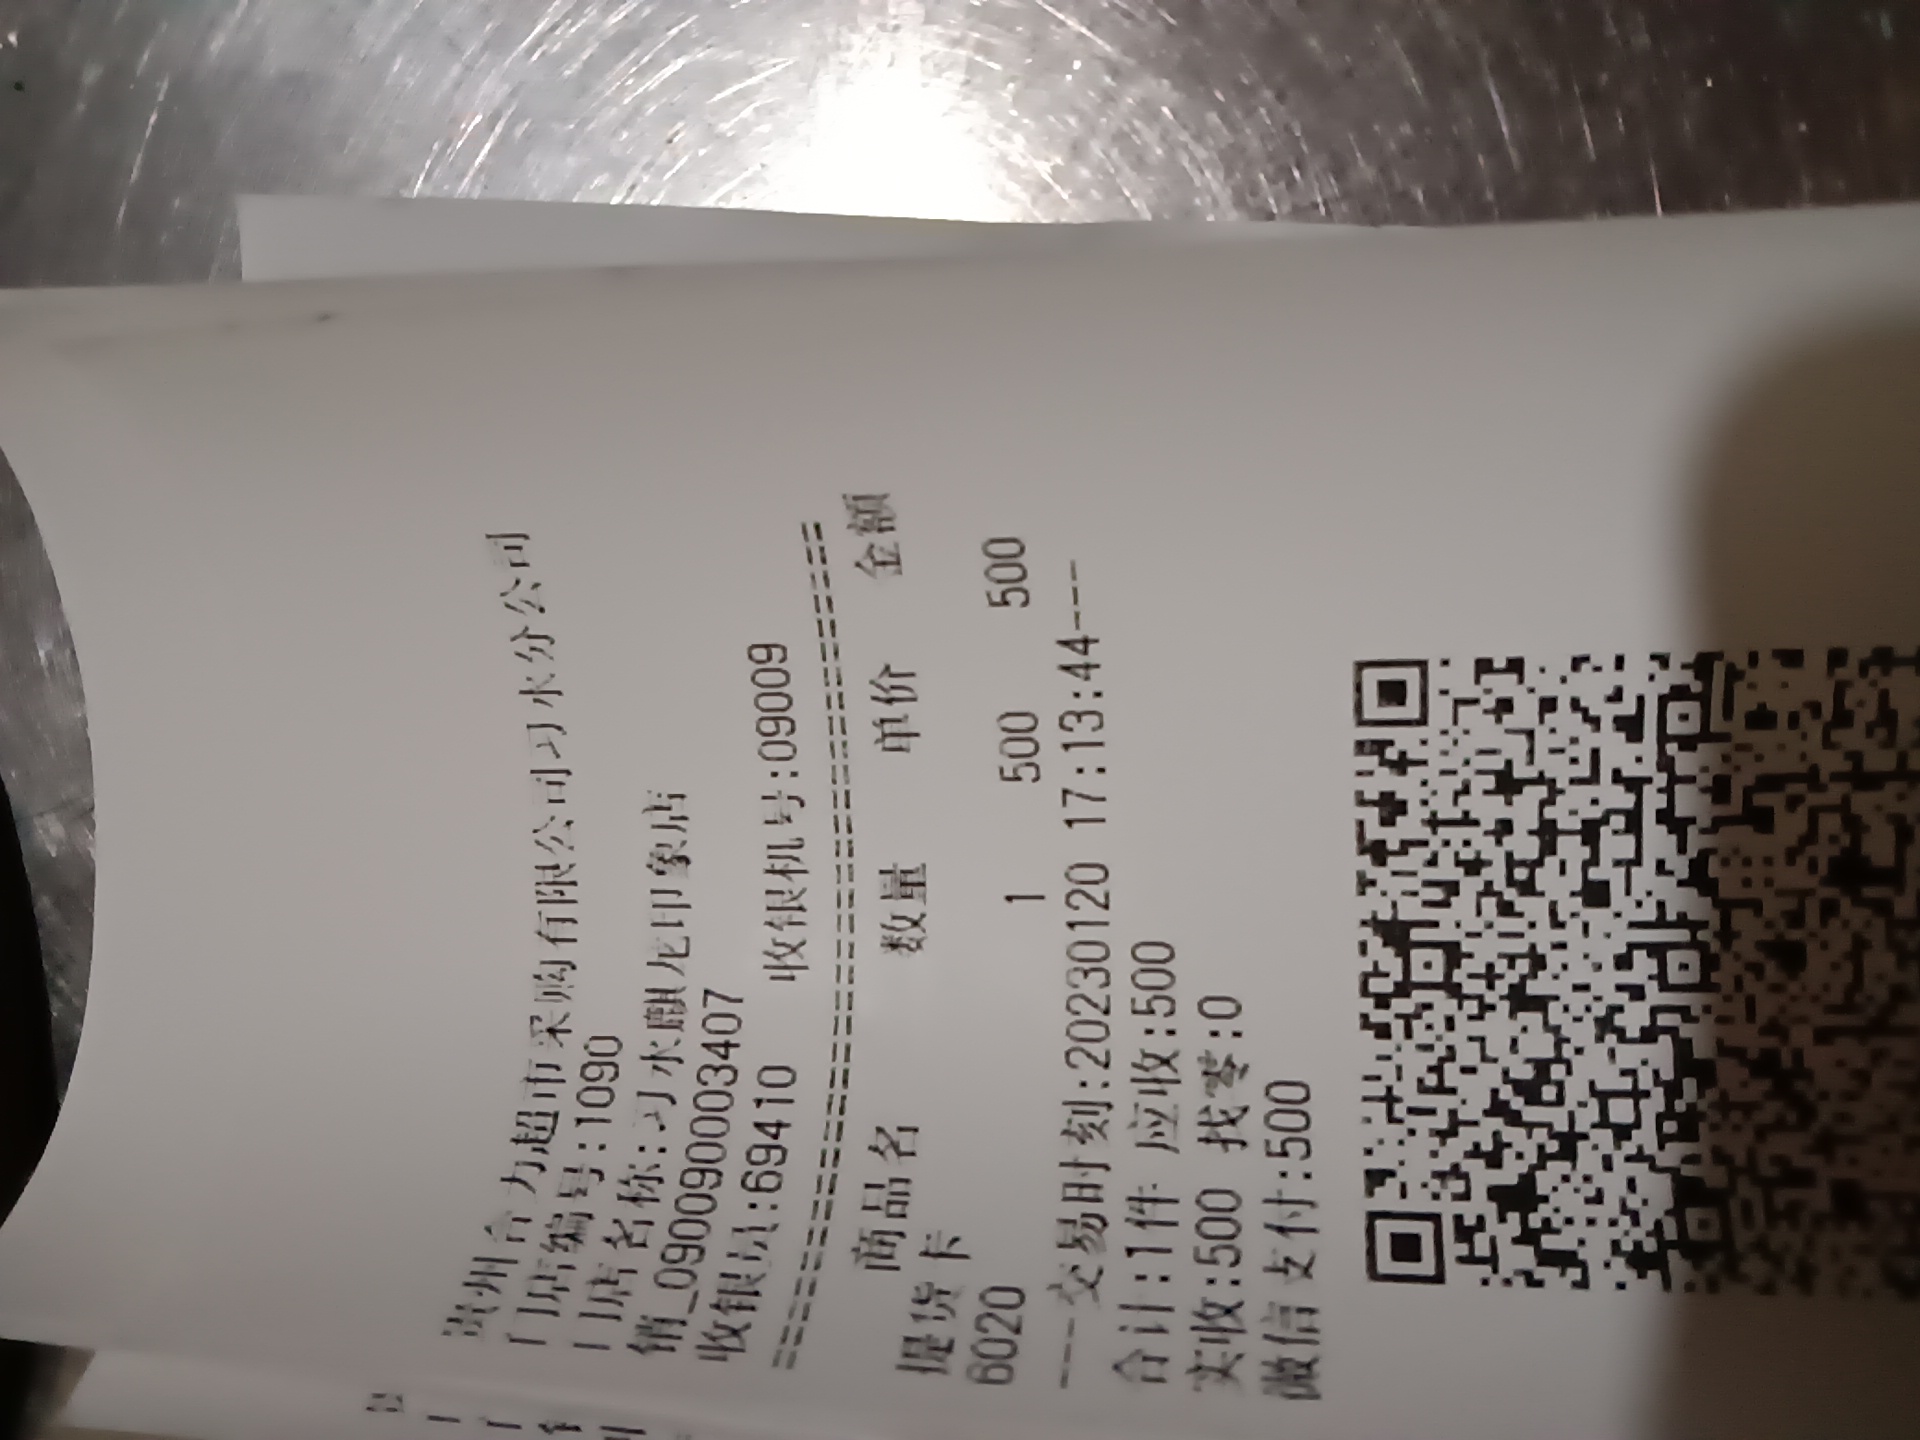 贵州合力超市采购有限公司习水分公司
门店编号:1090
门店名称:习水麒龙印象店
销_090090003407
收银员:69410 收银机号:09009
================================
商品名 数量 单价 金额
提货卡
6020 1 500 500
---交易时刻:20230120 17:13:44---
合计:1件 应收:500
实收:500 找零:0
微信支付:500